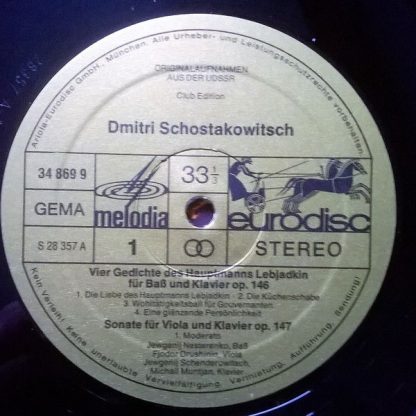 Ariola-Eurodisc GmbH., München. Alle Urheber- und Leistungsschutzrechte vorbehalten!
ORIGINALAUFNAHMEN
AUS DER UDSSR
Club Edition
Dmitri Schostakowitsch
34 869 9
33 1/3
GEMA
melodia
eurodisc
S 28 357 A
1
STEREO
Vier Gedichte des Hauptmanns Lebjadkin
für Baß und Klavier op. 146
1. Die Liebe des Hauptmanns Lebjadkin · 2. Die Küchenschabe
3. Wohltätigkeitsball für Gouvernanten
4. Eine glänzende Persönlichkeit
Sonate für Viola und Klavier op. 147
1. Moderato
Jewgenij Nesterenko, Baß
Fjodor Drushinin, Viola
Jewgenij Schenderowitsch,
Michail Muntjan, Klavier
Kein Verleih! Keine unerlaubte Vervielfältigung, Vermietung, Aufführung, Sendung!